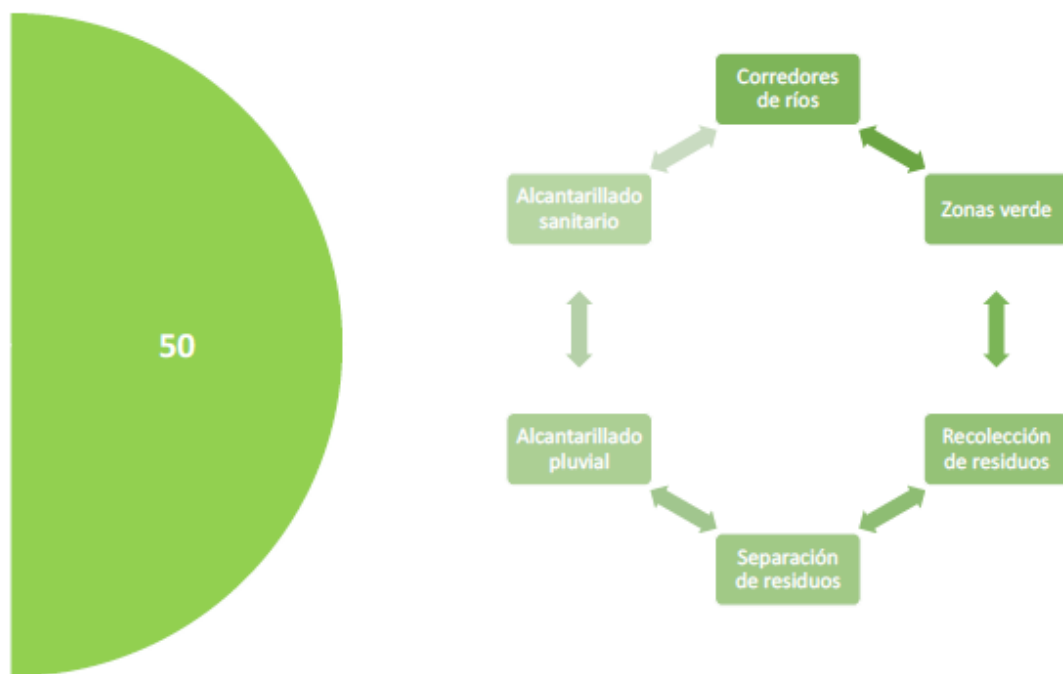 50
Corredores
de ríos
Zonas verde
Recolección
de residuos
Separación
de residuos
Alcantarillado
pluvial
Alcantarillado
sanitario